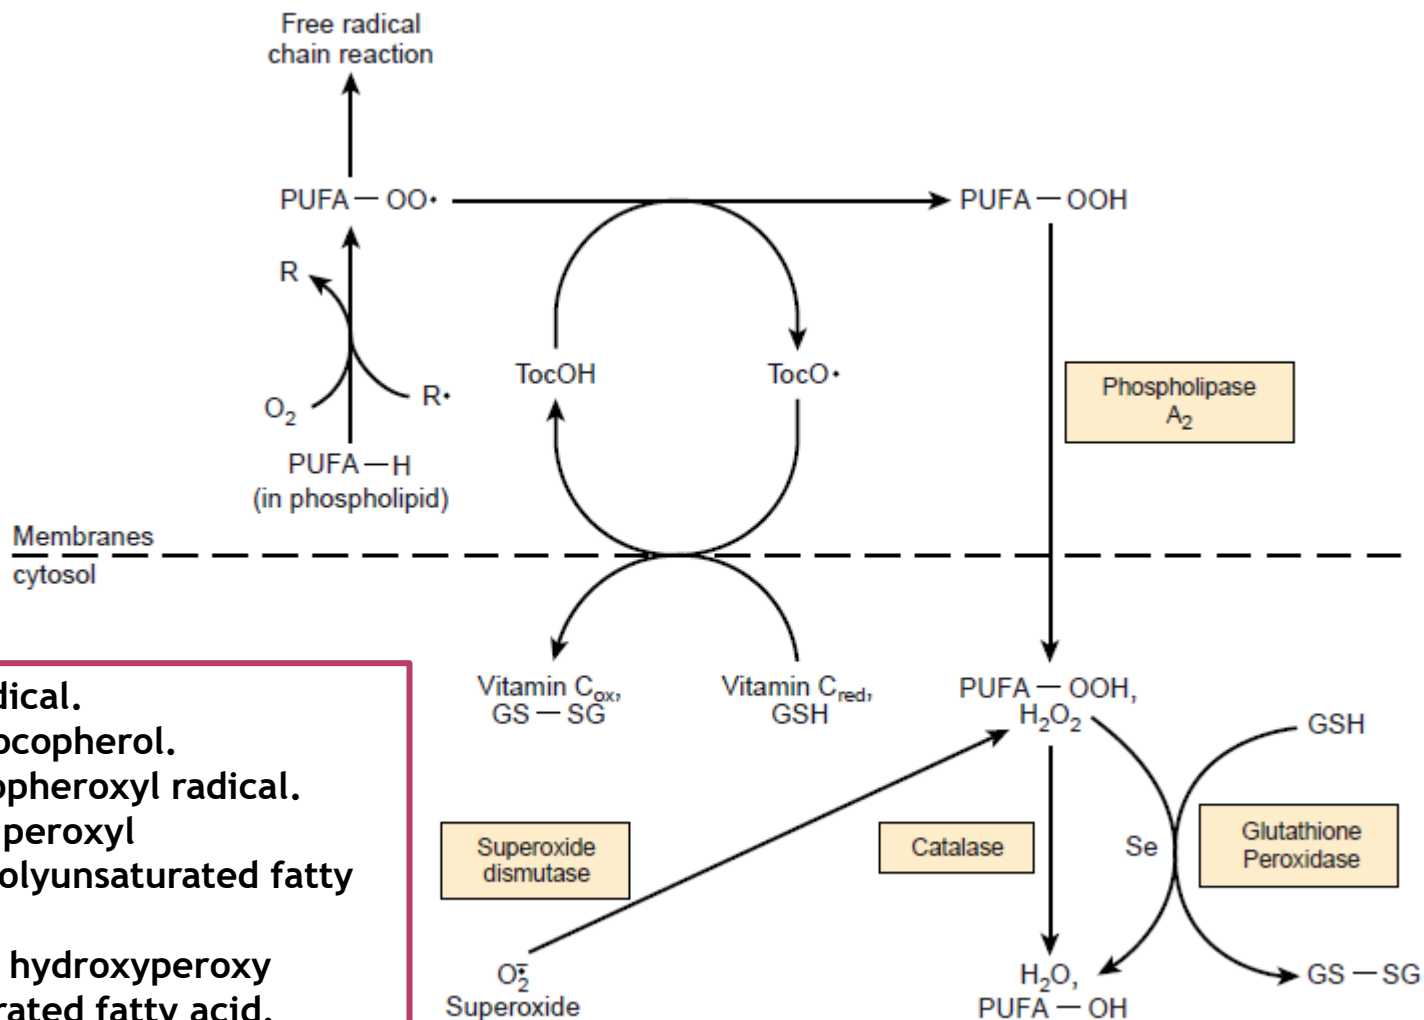 Free radical
chain reaction
PUFA — OO•
PUFA — OOH
R
TocOH
TocO•
O₂
R•
Phospholipase
A₂
PUFA — H
(in phospholipid)
Membranes
cytosol
Vitamin Cₒₓ,
GS — SG
Vitamin C_red,
GSH
PUFA — OOH,
H₂O₂
GSH
Superoxide
dismutase
Catalase
Se
Glutathione
Peroxidase
O₂•̄
Superoxide
H₂O,
PUFA — OH
GS — SG
dical.
ocopherol.
opheroxyl radical.
peroxyl
olyunsaturated fatty
hydroxyperoxy
rated fatty acid.